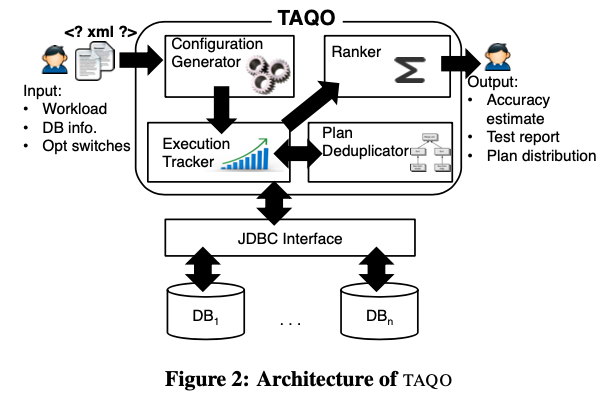 TAQO
<? xml ?>
Configuration
Generator
Ranker
Σ
Input:
• Workload
• DB info.
• Opt switches
Output:
• Accuracy
estimate
• Test report
• Plan distribution
Execution
Tracker
Plan
Deduplicator
JDBC Interface
DB1
. . .
DBn
Figure 2: Architecture of TAQO